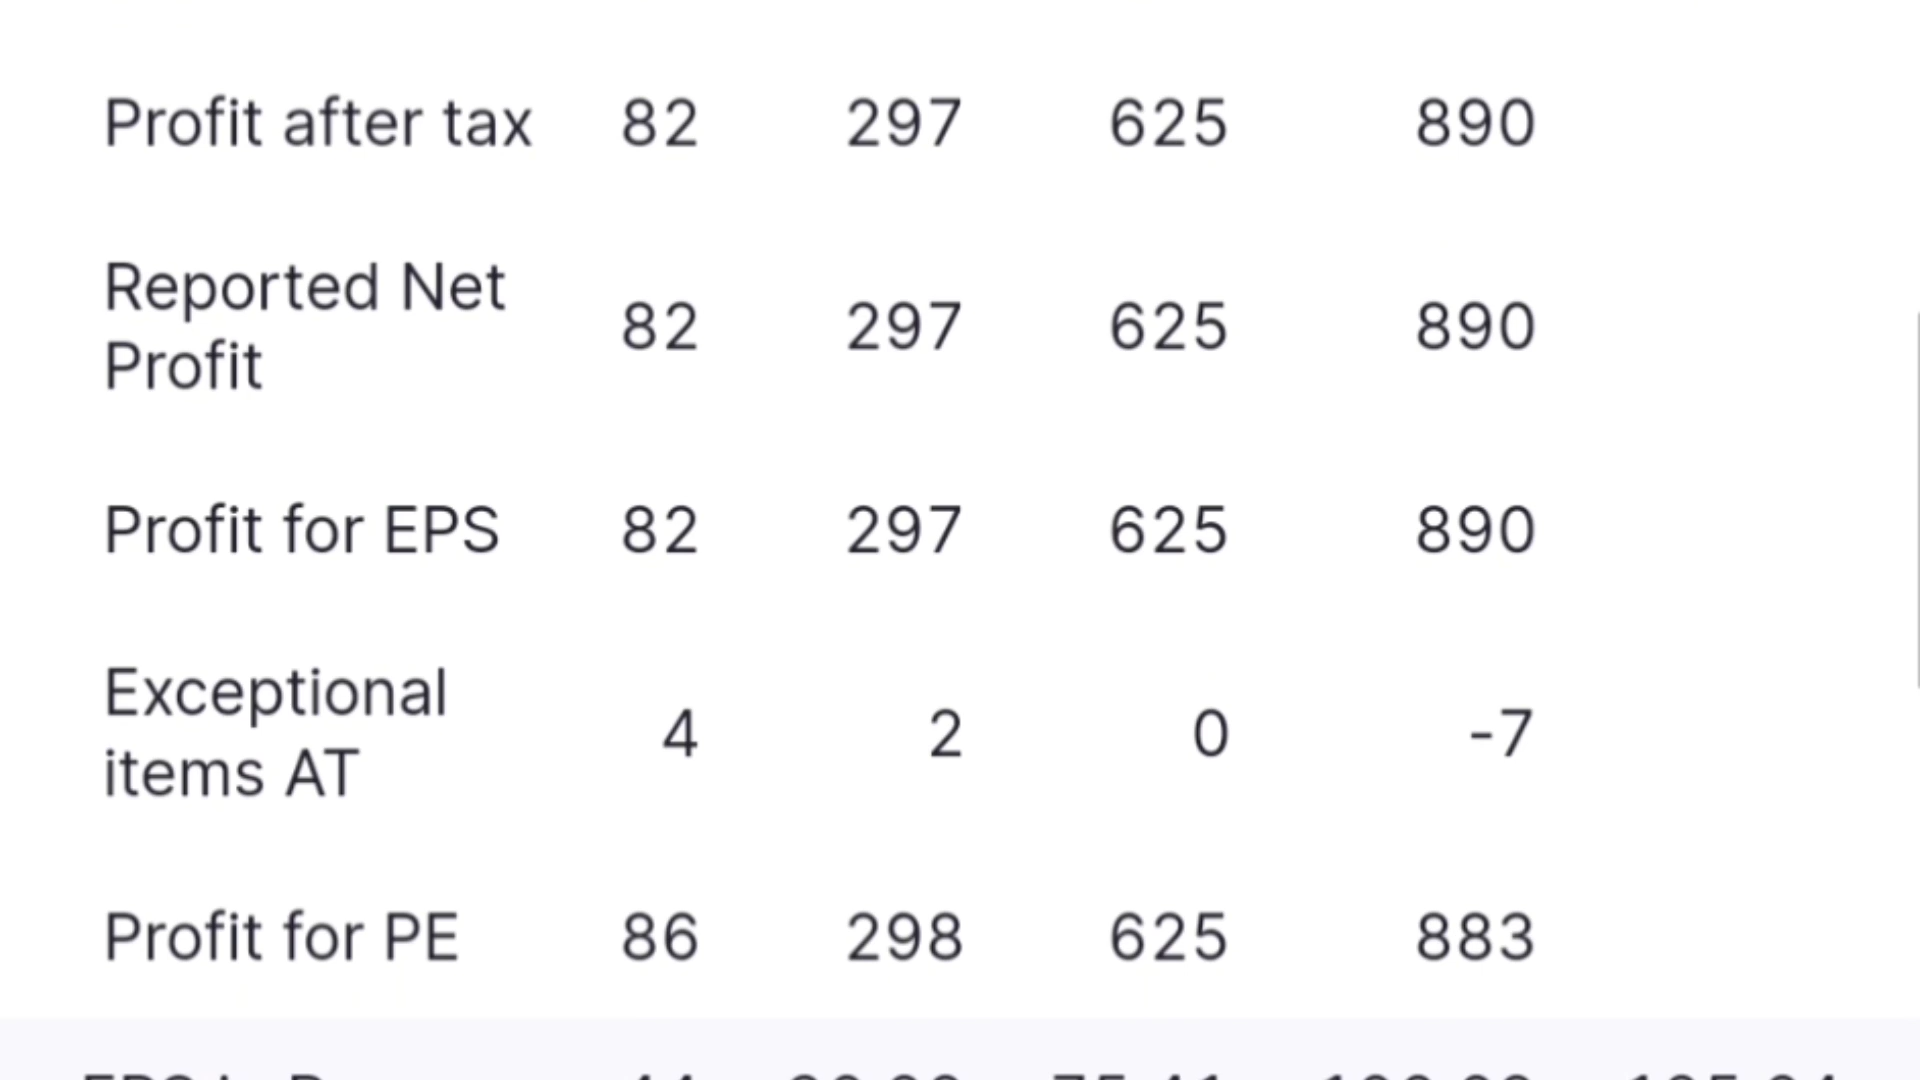 Profit after tax 82 297 625 890
Reported Net
Profit 82 297 625 890
Profit for EPS 82 297 625 890
Exceptional
items AT 4 2 0 -7
Profit for PE 86 298 625 883